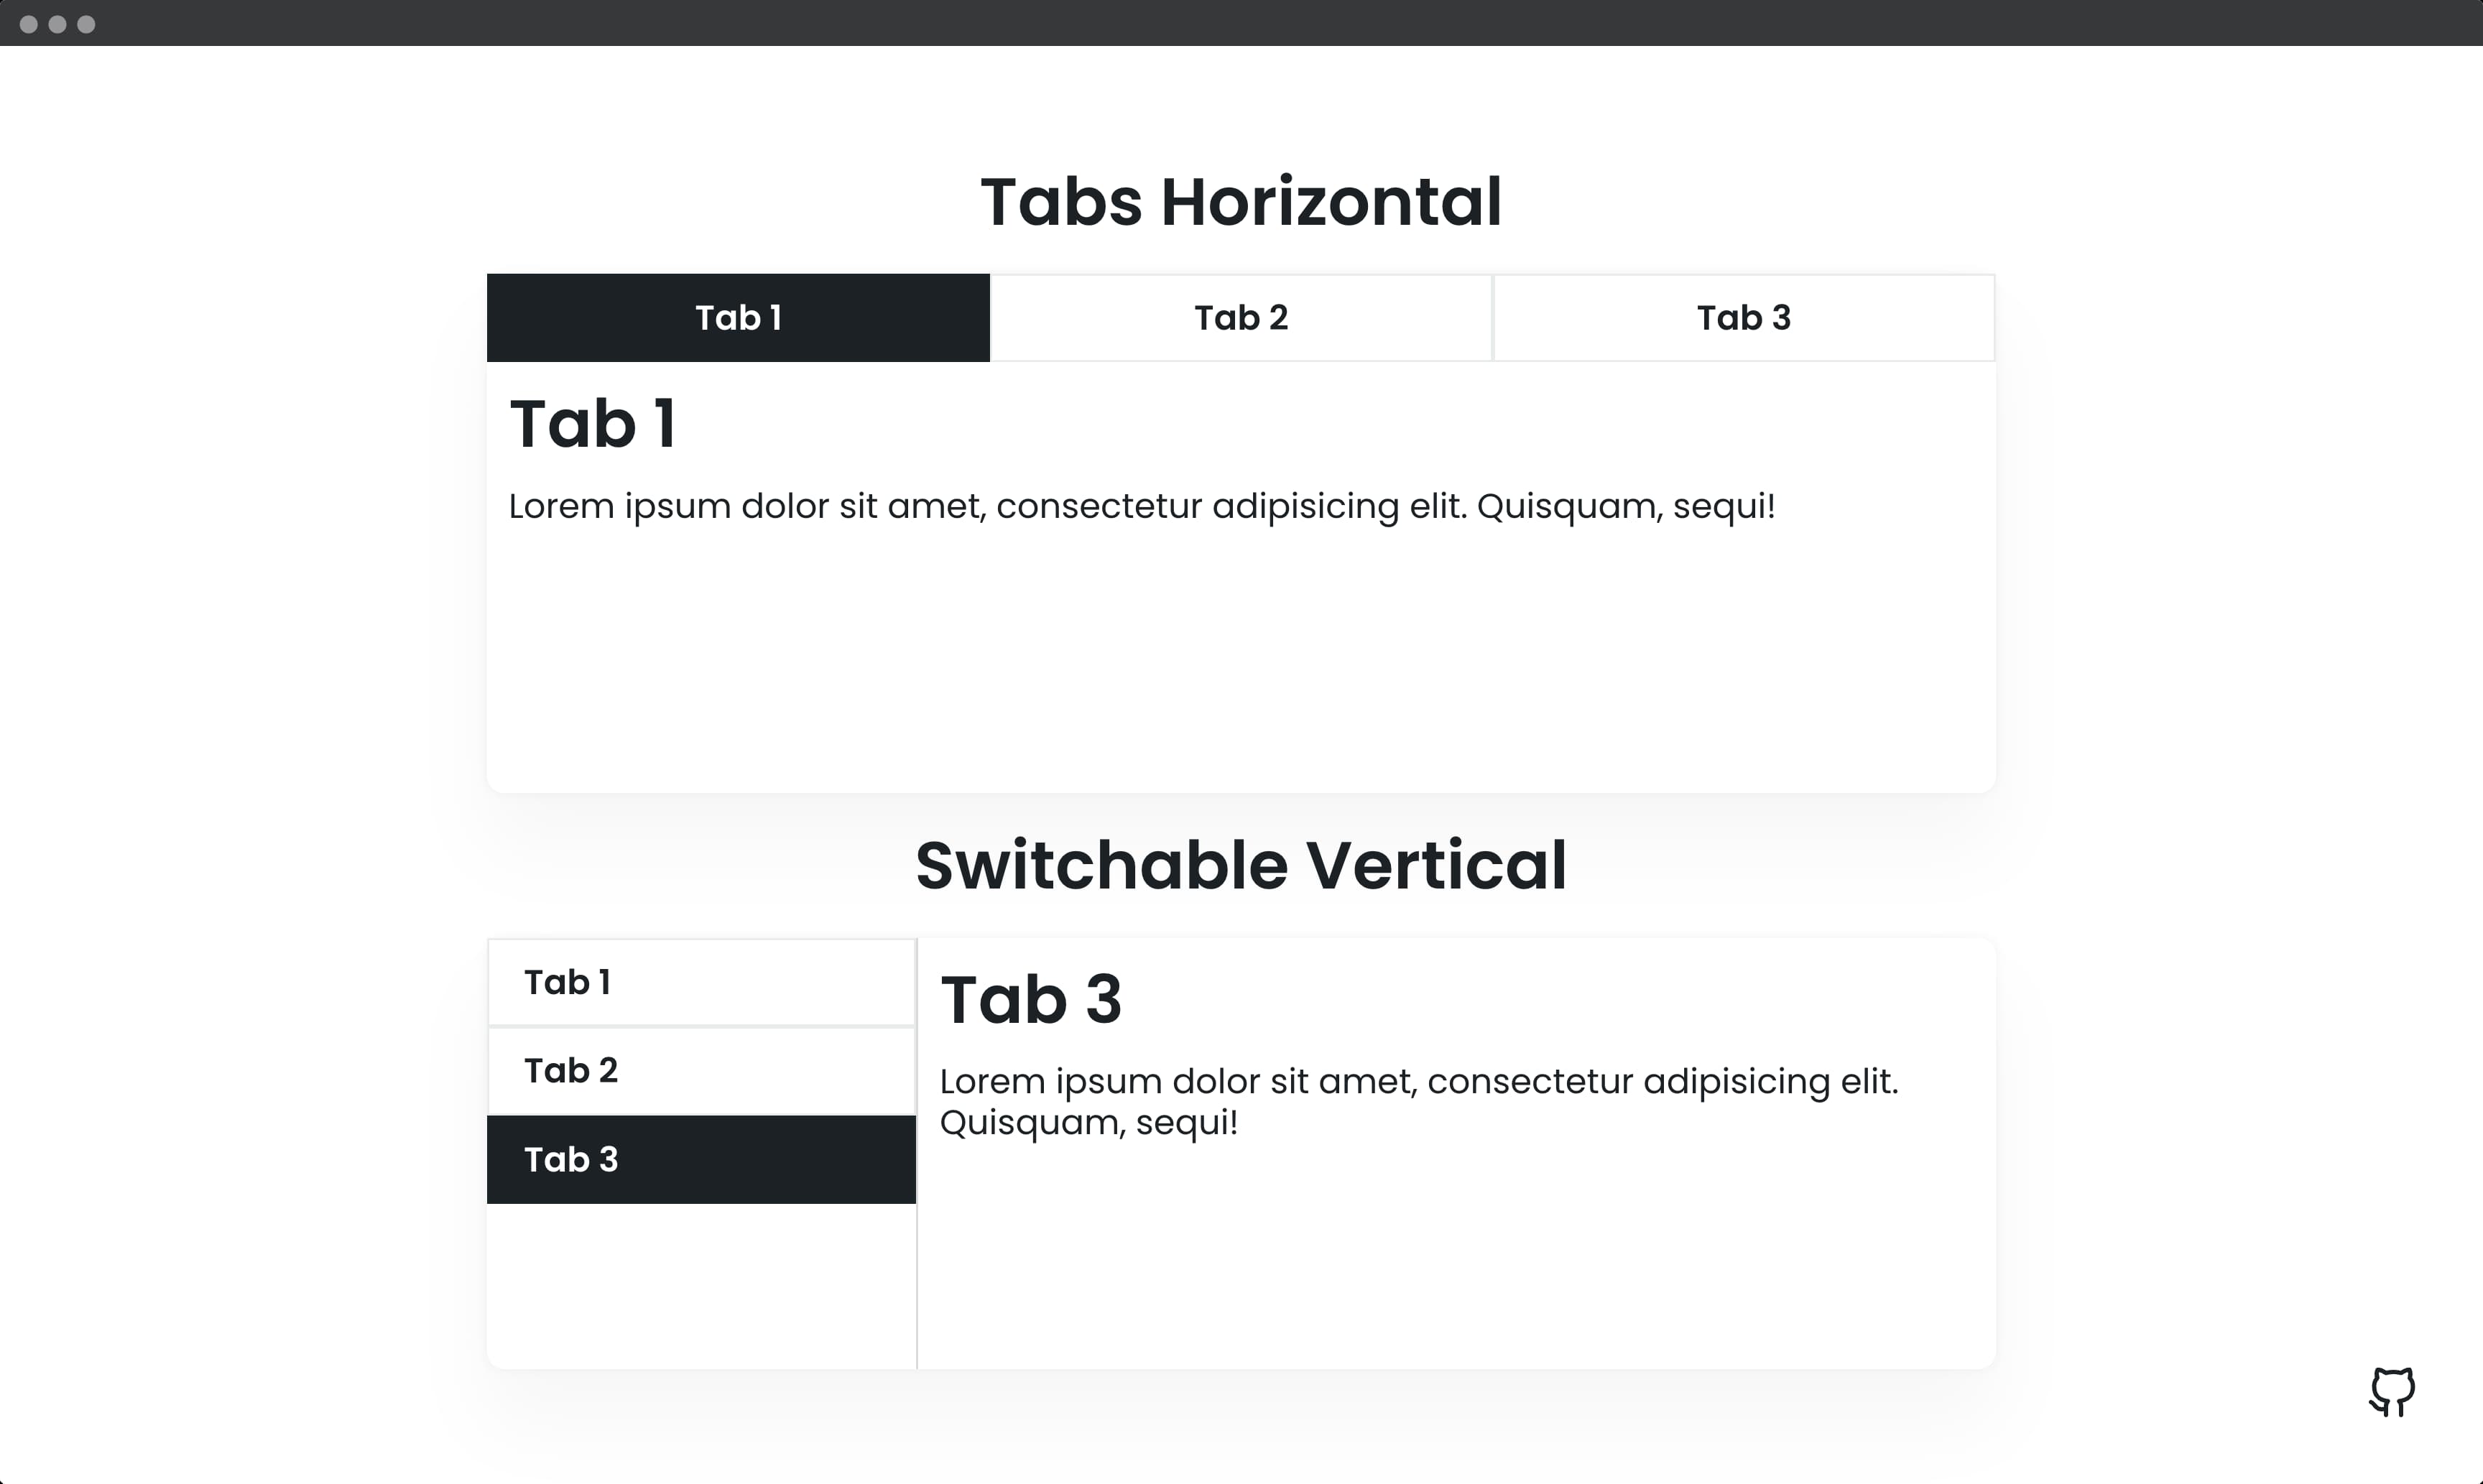 Tabs Horizontal
Tab 1
Tab 2
Tab 3
Tab 1
Lorem ipsum dolor sit amet, consectetur adipisicing elit. Quisquam, sequi!
Switchable Vertical
Tab 1
Tab 2
Tab 3
Tab 3
Lorem ipsum dolor sit amet, consectetur adipisicing elit.
Quisquam, sequi!